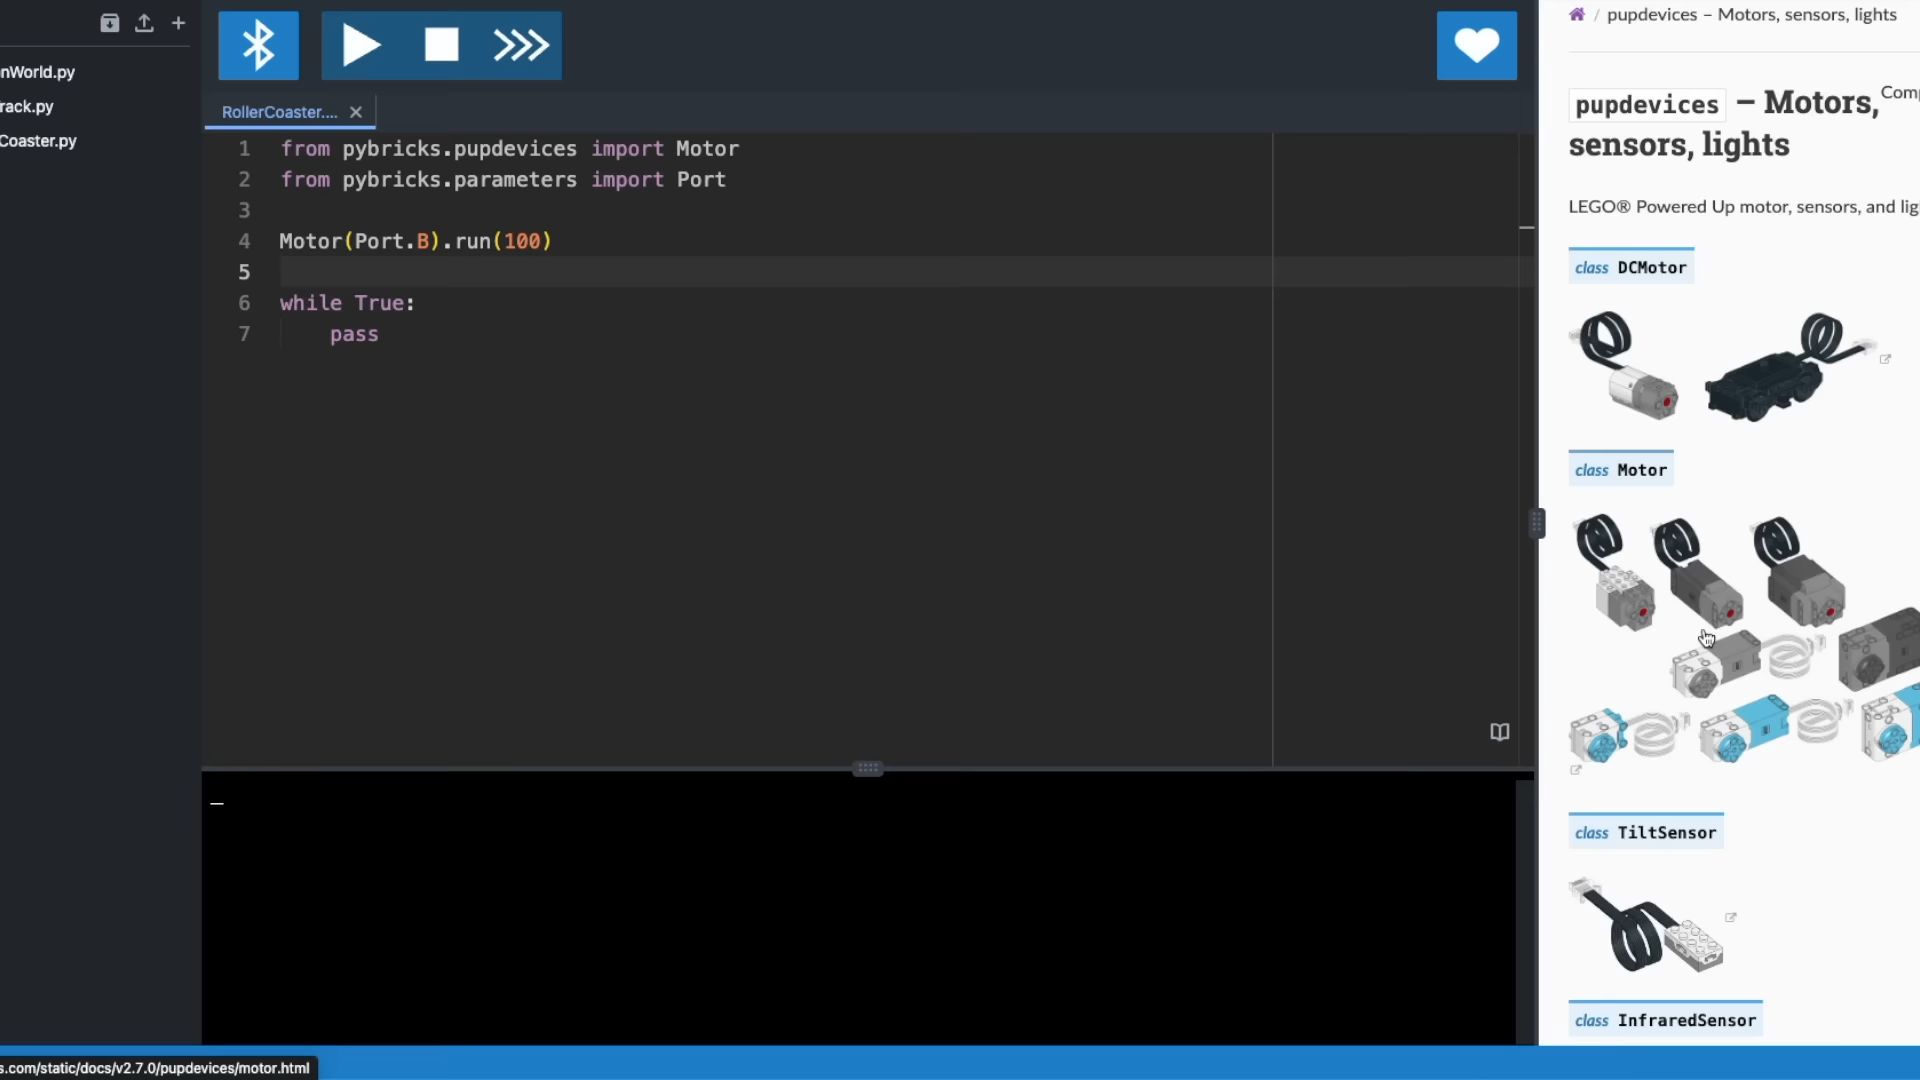 nWorld.py
rack.py
Coaster.py
RollerCoaster....
1 from pybricks.pupdevices import Motor
2 from pybricks.parameters import Port
3
4 Motor(Port.B).run(100)
5
6 while True:
7 pass
/ pupdevices – Motors, sensors, lights
pupdevices – Motors,
sensors, lights
Comp
LEGO® Powered Up motor, sensors, and lig
class DCMotor
class Motor
class TiltSensor
class InfraredSensor
s.com/static/docs/v2.7.0/pupdevices/motor.html